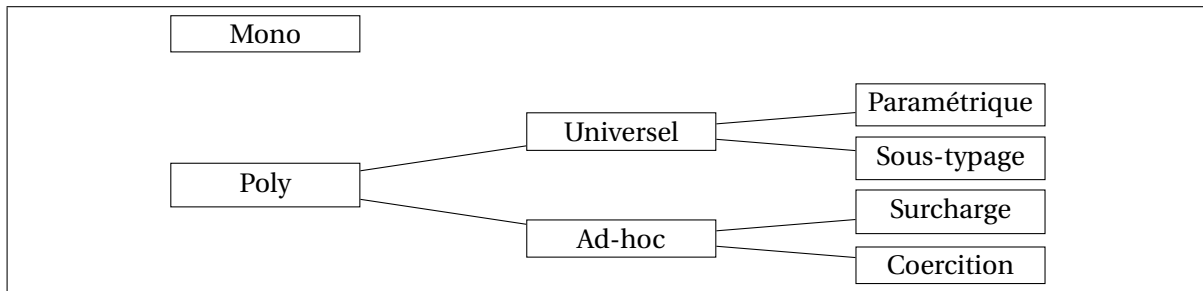 Mono
Poly
Universel
Ad-hoc
Paramétrique
Sous-typage
Surcharge
Coercition